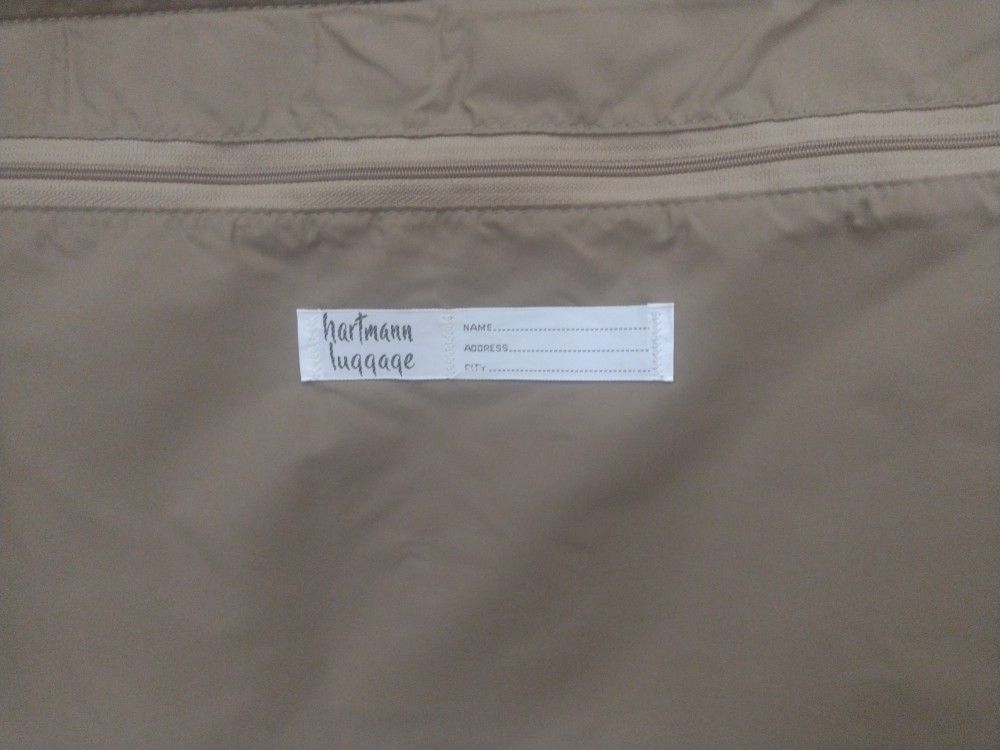 hartmann
luggage
NAME
ADDRESS
CITY